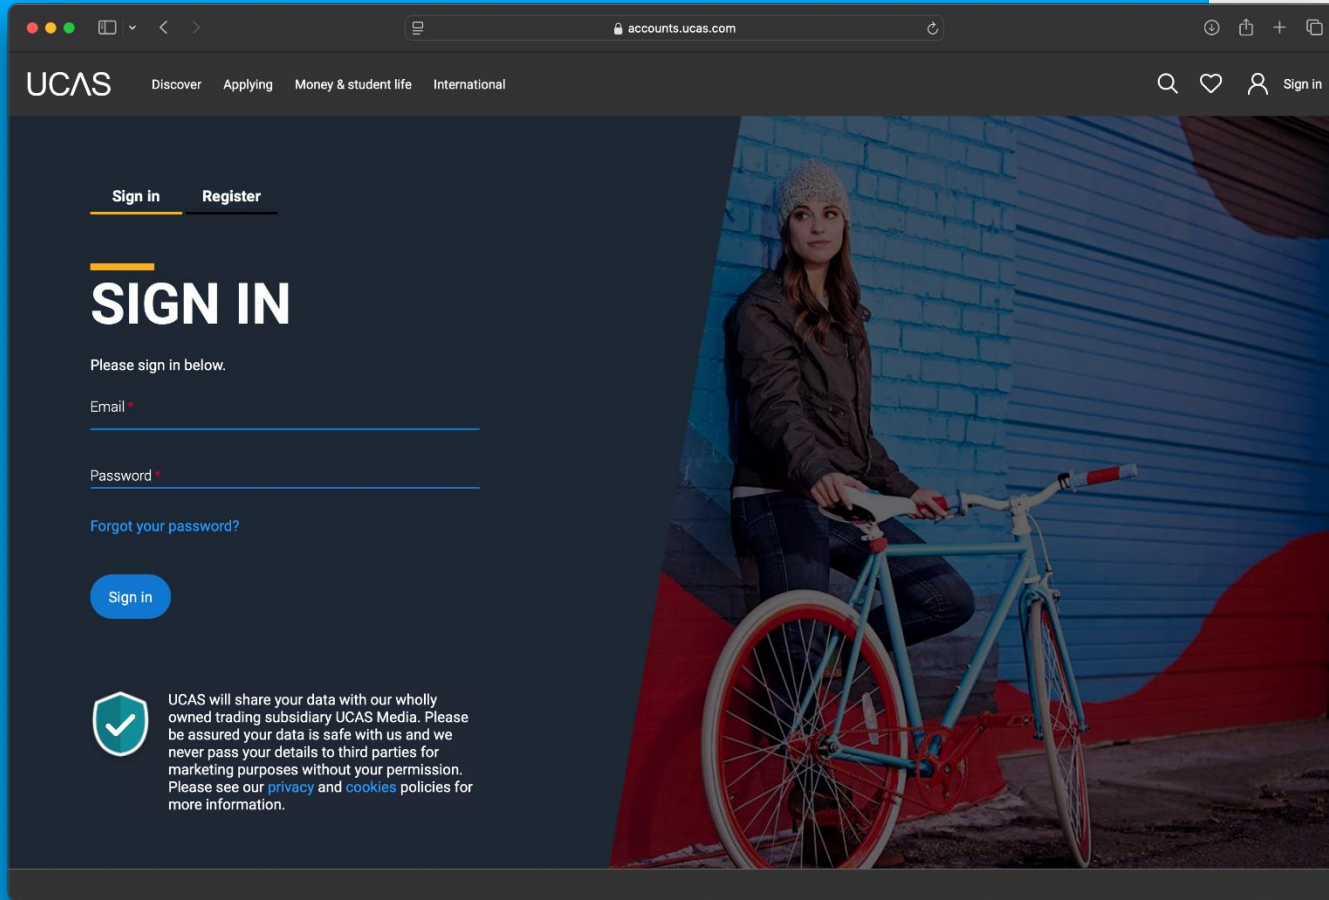 accounts.ucas.com
UCAS Discover Applying Money & student life International Sign in
Sign in Register
SIGN IN
Please sign in below.
Email *
Password *
Forgot your password?
Sign in
UCAS will share your data with our wholly
owned trading subsidiary UCAS Media. Please
be assured your data is safe with us and we
never pass your details to third parties for
marketing purposes without your permission.
Please see our privacy and cookies policies for
more information.